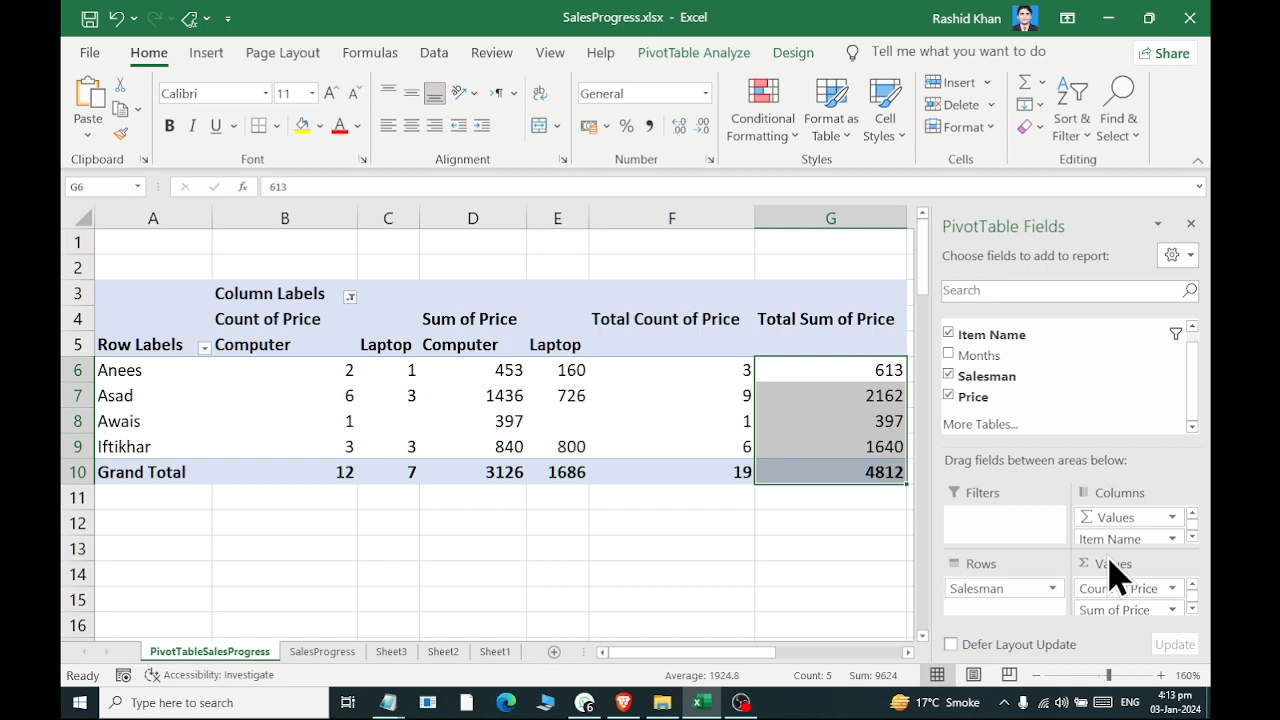 SalesProgress.xlsx - Excel
Rashid Khan
File Home Insert Page Layout Formulas Data Review View Help PivotTable Analyze Design Tell me what you want to do Share
Paste
Calibri 11
B I U
General
Conditional Formatting
Format as Table
Cell Styles
Insert
Delete
Format
Sort & Filter
Find & Select
Clipboard Font Alignment Number Styles Cells Editing
G6 fx 613
A B C D E F G
1
2
3 Column Labels
4 Count of Price Sum of Price Total Count of Price Total Sum of Price
5 Row Labels Computer Laptop Computer Laptop
6 Anees 2 1 453 160 3 613
7 Asad 6 3 1436 726 9 2162
8 Awais 1 397 1 397
9 Iftikhar 3 3 840 800 6 1640
10 Grand Total 12 7 3126 1686 19 4812
11
12
13
14
15
16
PivotTable Fields
Choose fields to add to report:
Search
Item Name
Months
Salesman
Price
More Tables...
Drag fields between areas below:
Filters Columns
Σ Values
Item Name
Rows Σ
Salesman Price
Sum of Price
Defer Layout Update Update
PivotTableSalesProgress SalesProgress Sheet3 Sheet2 Sheet1
Ready Accessibility: Investigate Average: 1924.8 Count: 5 Sum: 9624 160%
Type here to search 17°C Smoke ENG 4:13 pm
03-Jan-2024